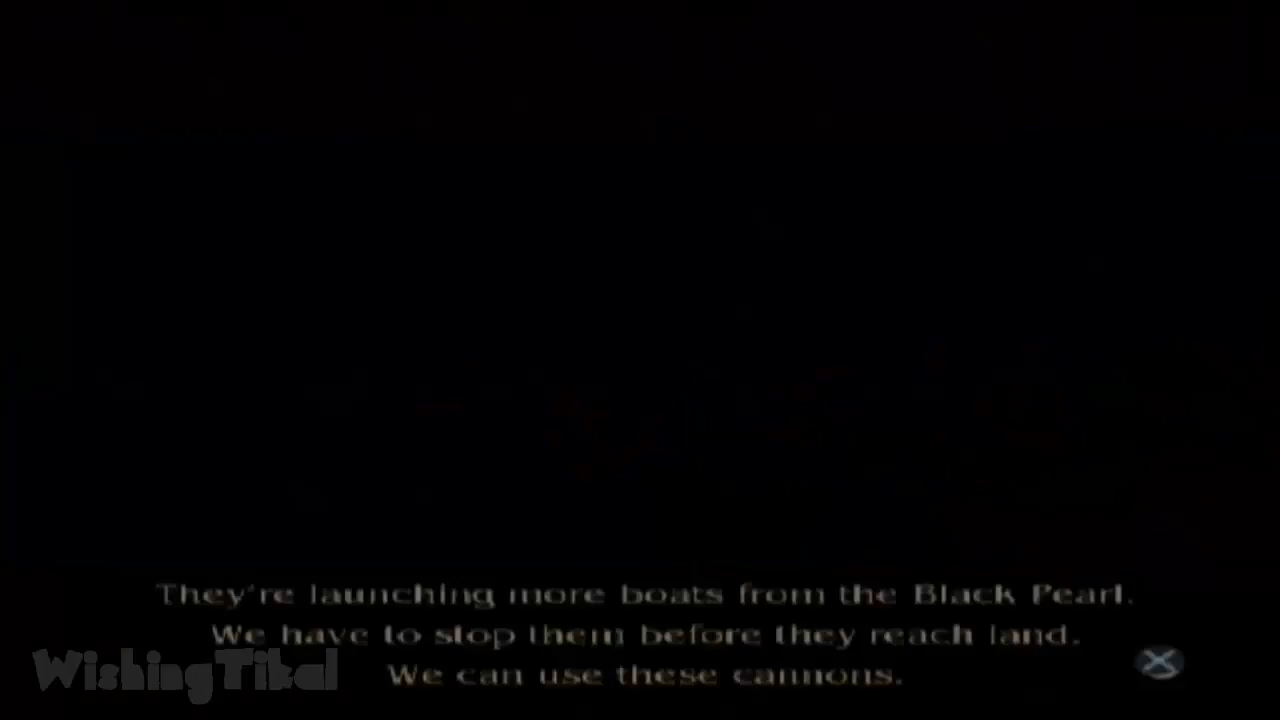 They're launching more boats from the Black Pearl.
We have to stop them before they reach land.
We can use these cannons.
WishingTikal